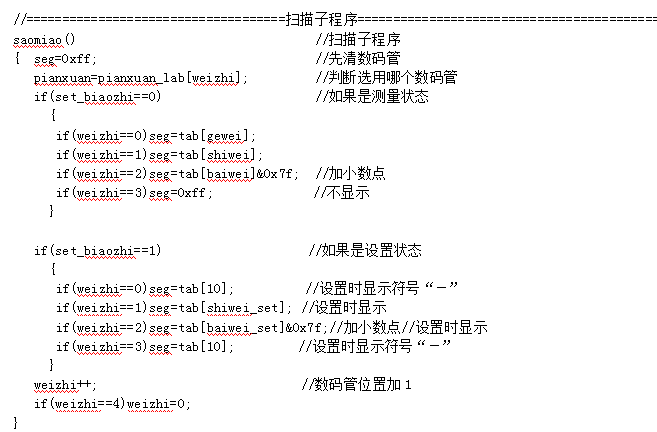 //==================================扫描子程序=======================================
saomiao()                              //扫描子程序
{  seg=0xff;                           //先清数码管
   pianxuan=pianxuan_lab[weizhi];      //判断选用哪个数码管
   if(set_biaozhi==0)                  //如果是测量状态
     {
      if(weizhi==0)seg=tab[gewei];
      if(weizhi==1)seg=tab[shiwei];
      if(weizhi==2)seg=tab[baiwei]&0x7f;  //加小数点
      if(weizhi==3)seg=0xff;              //不显示
     }
   if(set_biaozhi==1)                  //如果是设置状态
     {
      if(weizhi==0)seg=tab[10];          //设置时显示符号“－”
      if(weizhi==1)seg=tab[shiwei_set]; //设置时显示
      if(weizhi==2)seg=tab[baiwei_set]&0x7f;//加小数点//设置时显示
      if(weizhi==3)seg=tab[10];         //设置时显示符号“－”
     }
   weizhi++;                           //数码管位置加1
   if(weizhi==4)weizhi=0;
}